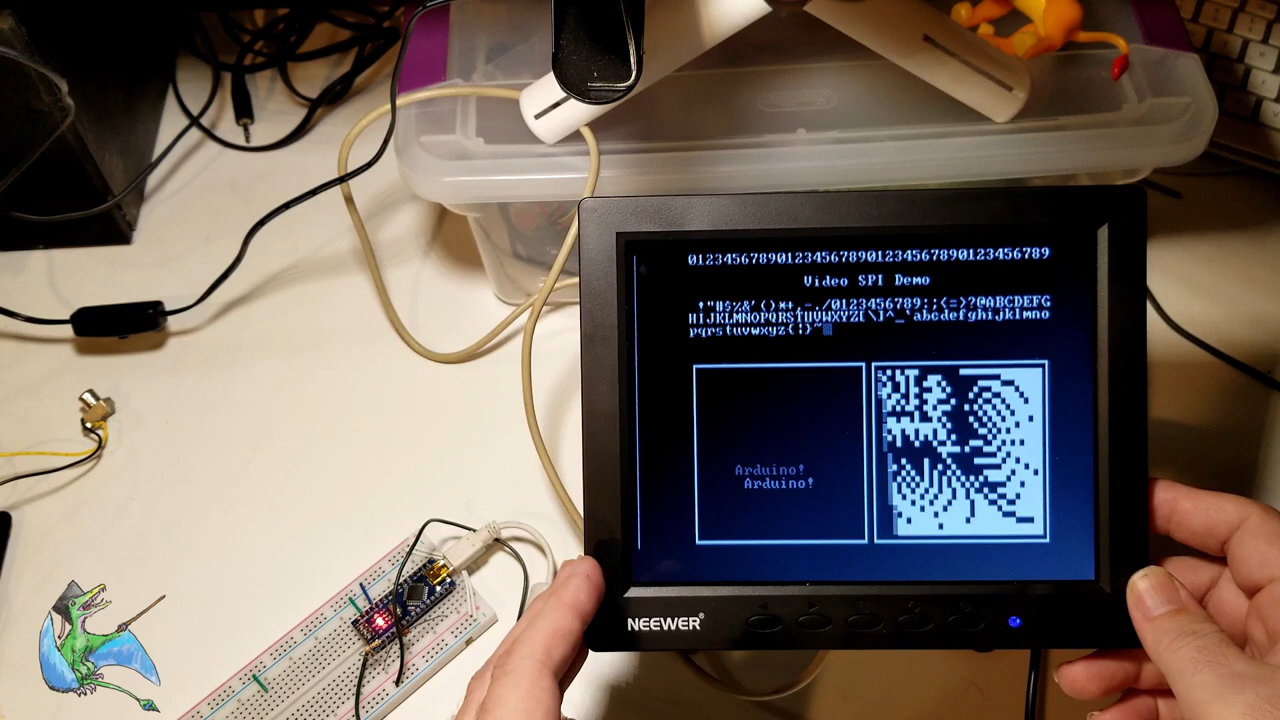 0123456789012345678901234567890123456789
Video SPI Demo
!"#$%&'()*+,-./0123456789:;<=>?@ABCDEFG
HIJKLMNOPQRSTUVWXYZ[\]^_`abcdefghijklmno
pqrstuvwxyz{|}~
Arduino!
Arduino!
NEEWER®